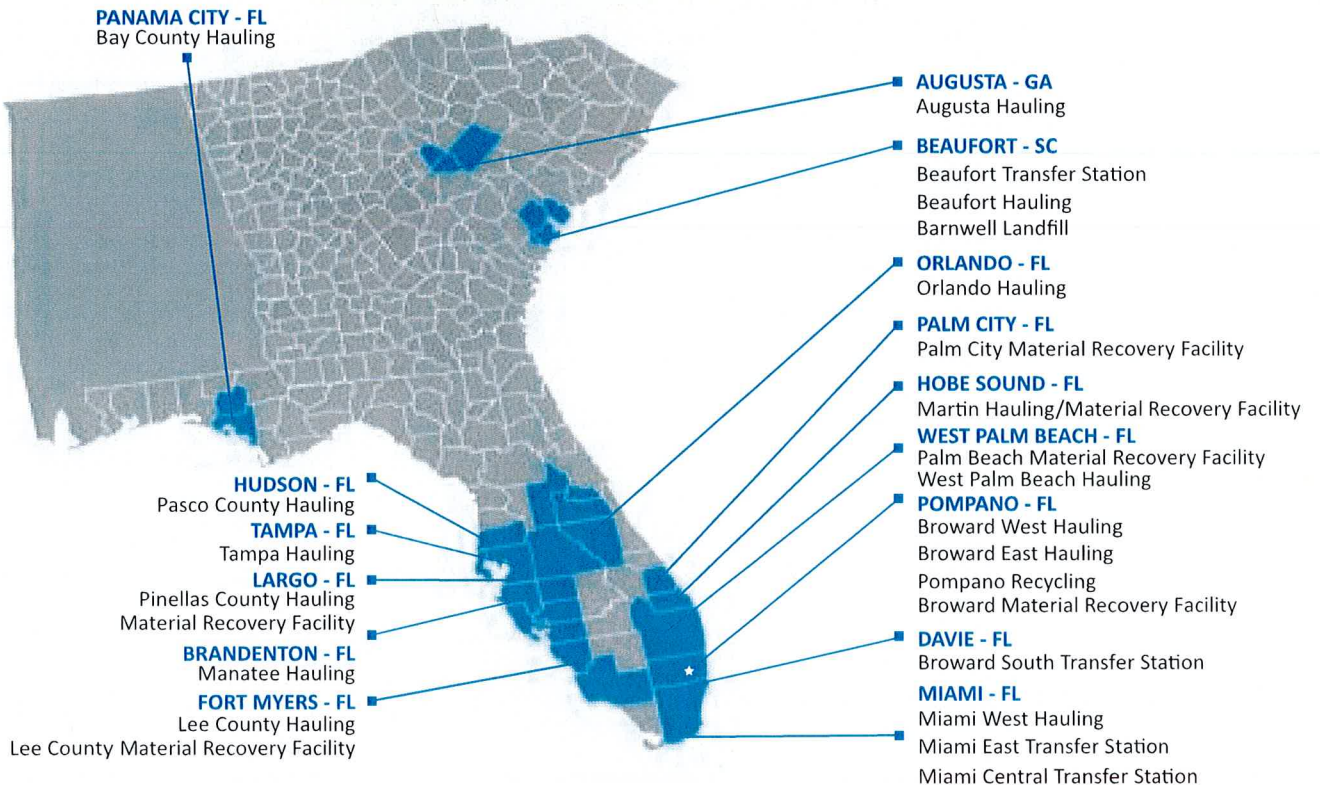 PANAMA CITY - FL
Bay County Hauling
AUGUSTA - GA
Augusta Hauling
BEAUFORT - SC
Beaufort Transfer Station
Beaufort Hauling
Barnwell Landfill
ORLANDO - FL
Orlando Hauling
PALM CITY - FL
Palm City Material Recovery Facility
HOBE SOUND - FL
Martin Hauling/Material Recovery Facility
WEST PALM BEACH - FL
Palm Beach Material Recovery Facility
West Palm Beach Hauling
POMPANO - FL
Broward West Hauling
Broward East Hauling
Pompano Recycling
Broward Material Recovery Facility
DAVIE - FL
Broward South Transfer Station
MIAMI - FL
Miami West Hauling
Miami East Transfer Station
Miami Central Transfer Station
HUDSON - FL
Pasco County Hauling
TAMPA - FL
Tampa Hauling
LARGO - FL
Pinellas County Hauling
Material Recovery Facility
BRANDENTON - FL
Manatee Hauling
FORT MYERS - FL
Lee County Hauling
Lee County Material Recovery Facility